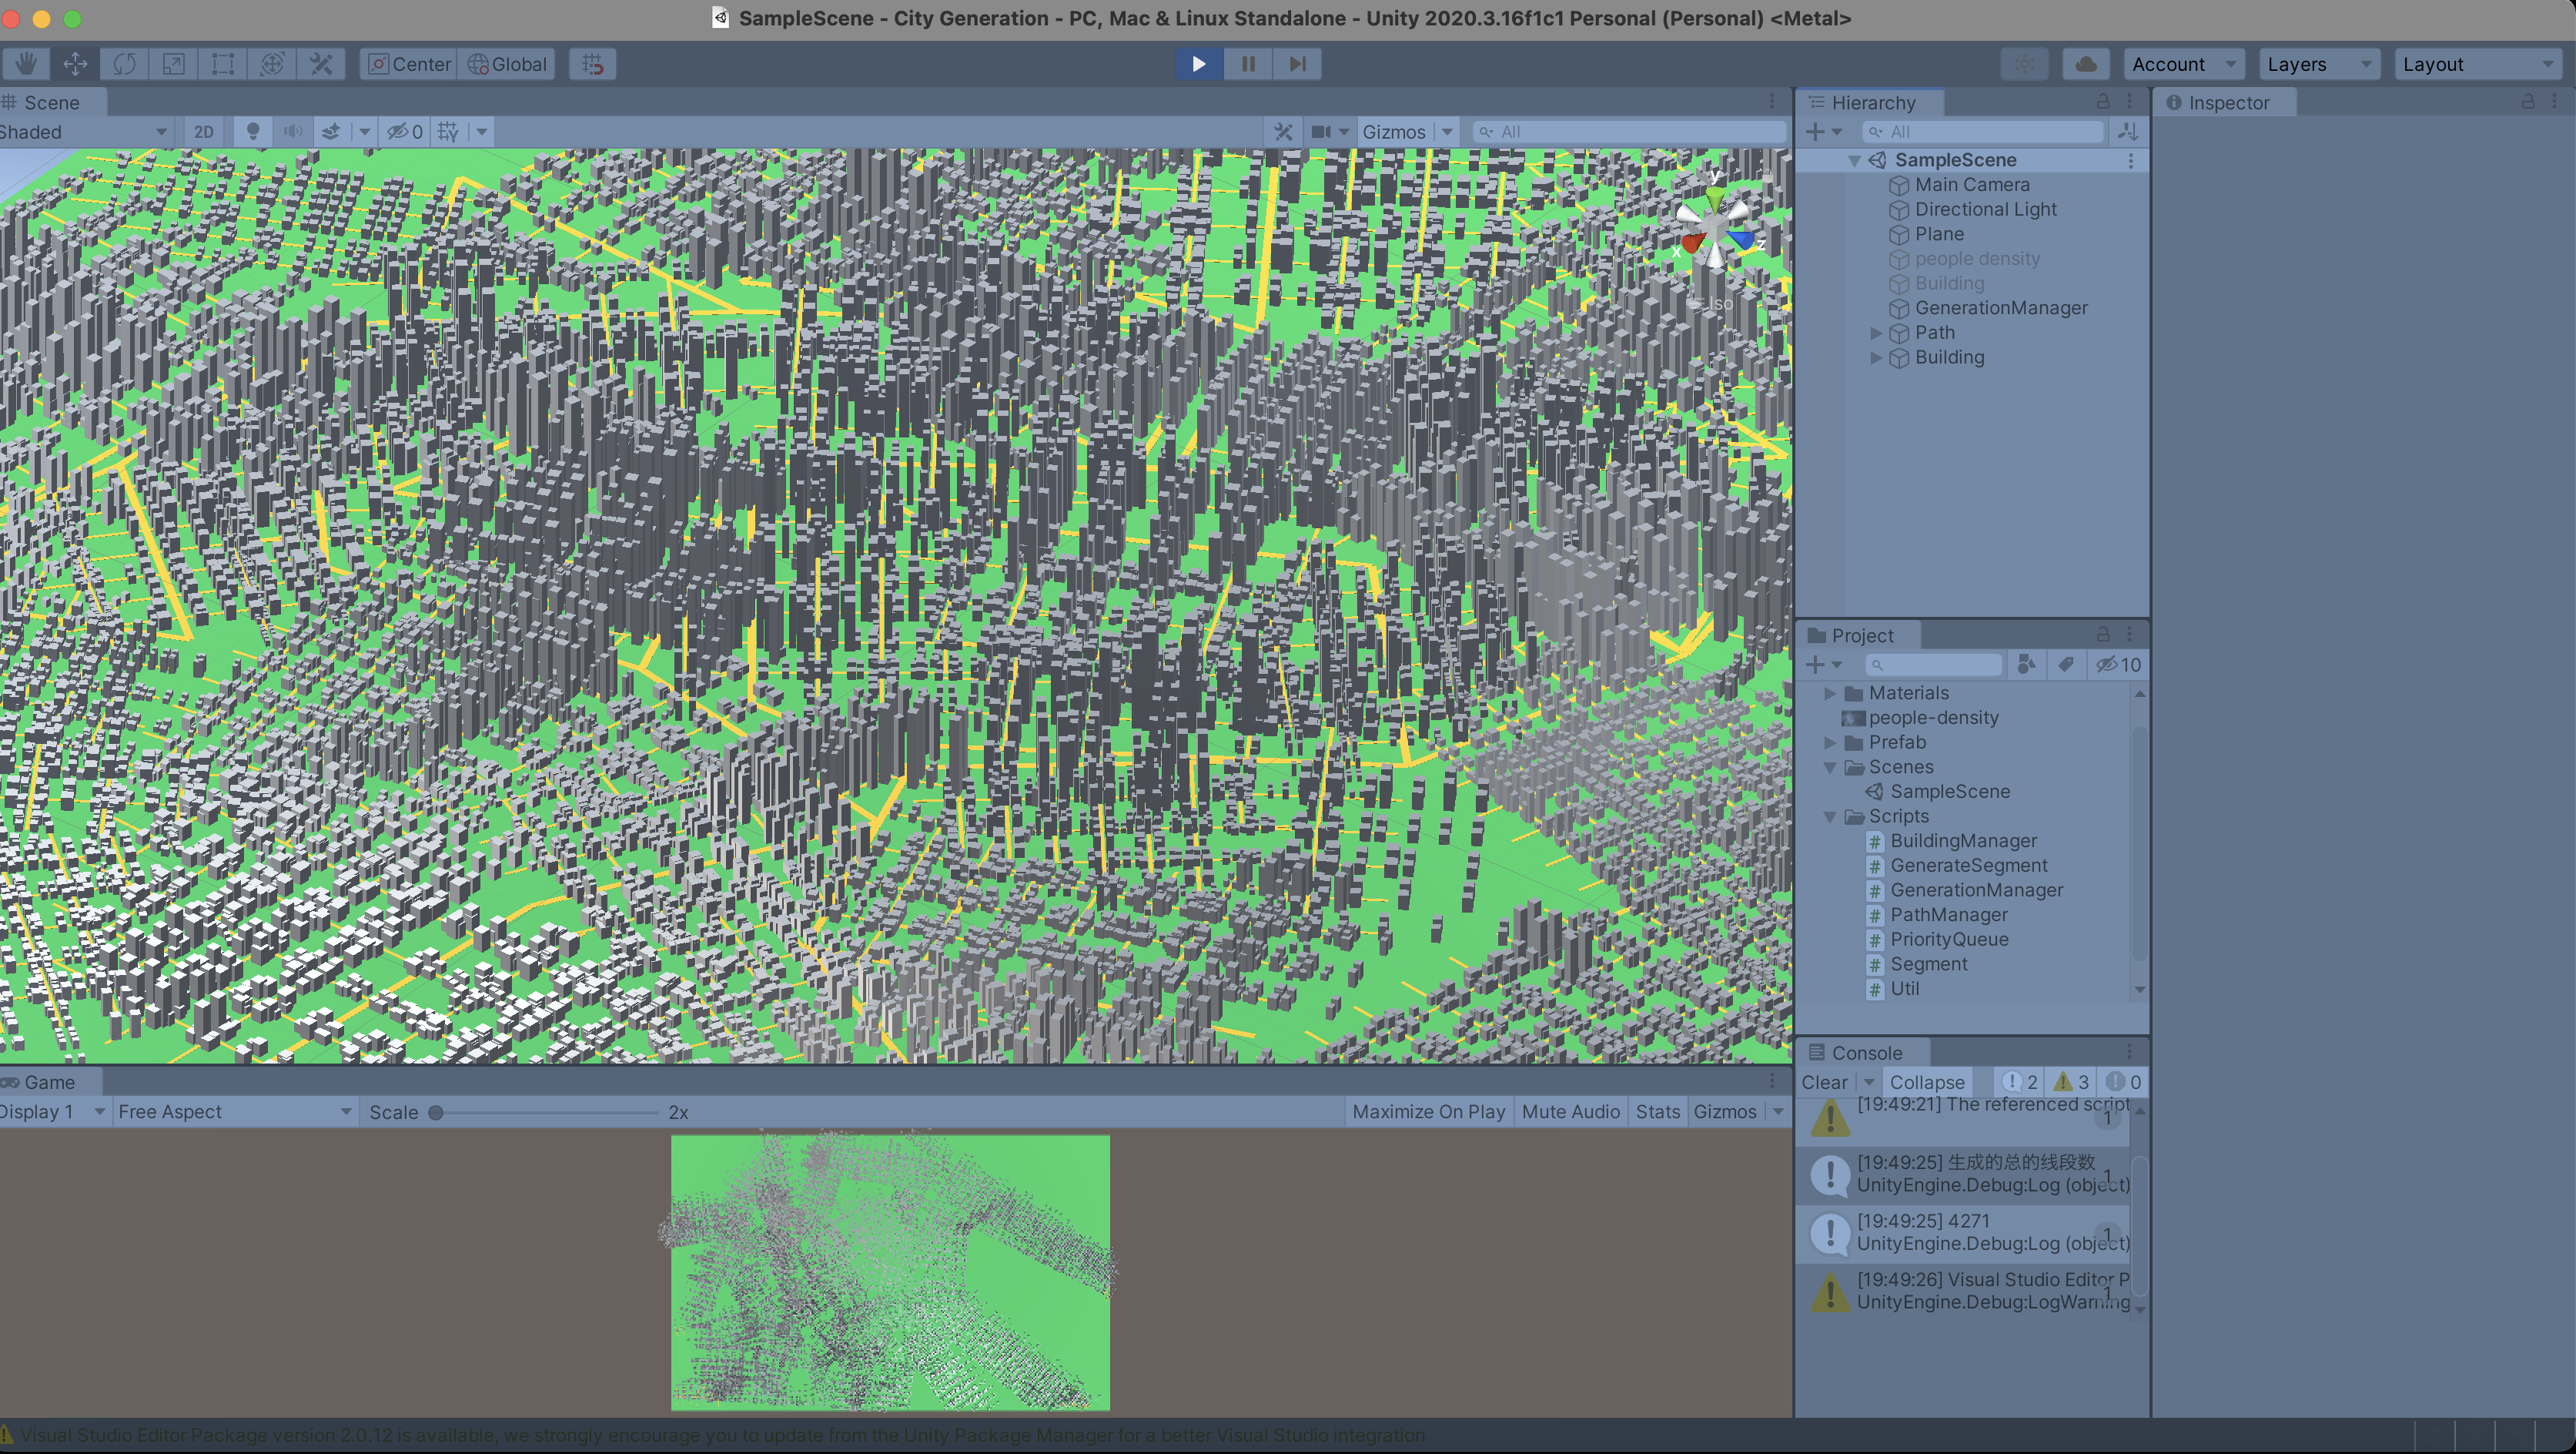 SampleScene - City Generation - PC, Mac & Linux Standalone - Unity 2020.3.16f1c1 Personal (Personal) <Metal>
Center
Global
Account
Layers
Layout
Scene
Shaded
2D
0
Gizmos
All
y
x
z
Iso
Hierarchy
All
SampleScene
Main Camera
Directional Light
Plane
people density
Building
GenerationManager
Path
Building
Inspector
Project
10
Materials
people-density
Prefab
Scenes
SampleScene
Scripts
BuildingManager
GenerateSegment
GenerationManager
PathManager
PriorityQueue
Segment
Util
Console
Clear
Collapse
2
3
0
[19:49:21] The referenced script
1
[19:49:25] 生成的总的线段数
UnityEngine.Debug:Log (object)
1
[19:49:25] 4271
UnityEngine.Debug:Log (object)
1
[19:49:26] Visual Studio Editor P
UnityEngine.Debug:LogWarning
1
Game
Display 1
Free Aspect
Scale
2x
Maximize On Play
Mute Audio
Stats
Gizmos
Visual Studio Editor Package version 2.0.12 is available, we strongly encourage you to update from the Unity Package Manager for a better Visual Studio integration